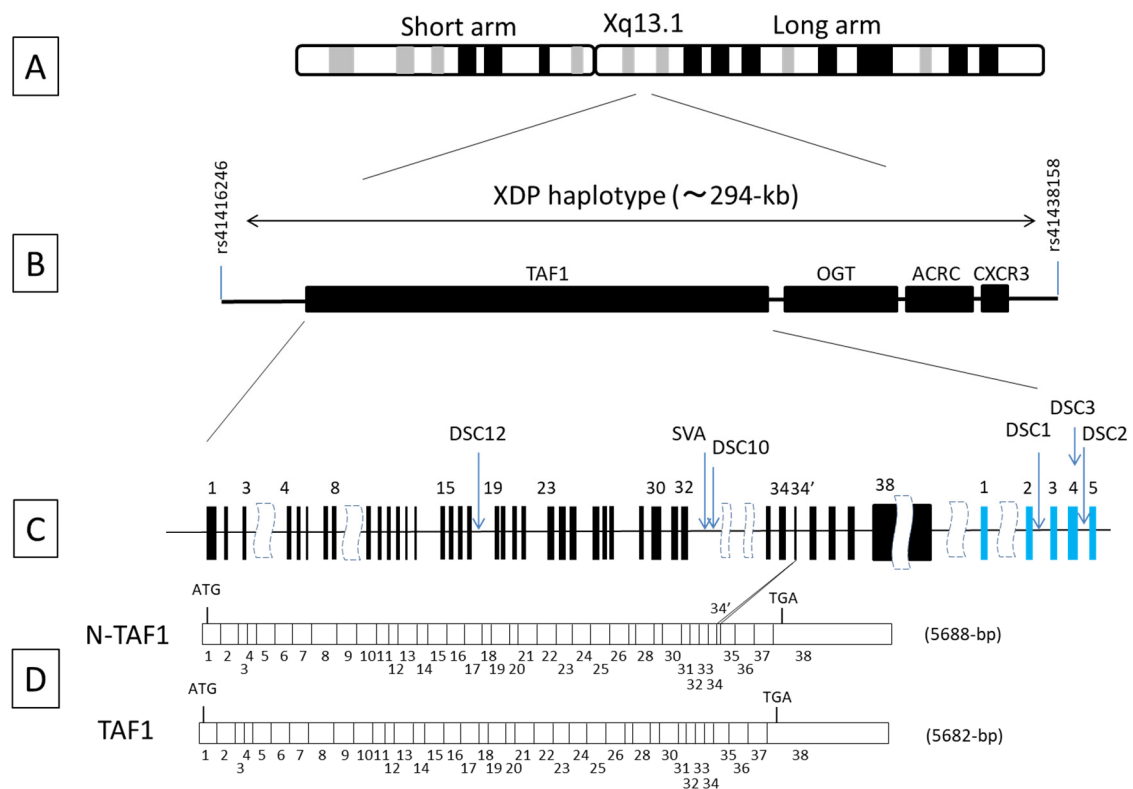 Short arm Xq13.1 Long arm
A
rs41416246
rs41438158
XDP haplotype (～294-kb)
B
TAF1 OGT ACRC CXCR3
DSC3
DSC12 SVA DSC10 DSC1 DSC2
1 2 3 4 8 15 19 23 30 32 34 34’ 38 1 2 3 4 5
C
ATG 34’ TGA
N-TAF1 (5688-bp)
1 2 4 5 6 7 8 9 10 11 13 15 16 18 21 22 24 26 28 30 31 33 35 37 38
3 12 14 17 19 20 23 25 32 34 36
D
ATG TGA
TAF1 (5682-bp)
1 2 4 5 6 7 8 9 10 11 13 15 16 18 21 22 24 26 28 30 31 33 35 37 38
3 12 14 17 19 20 23 25 32 34 36